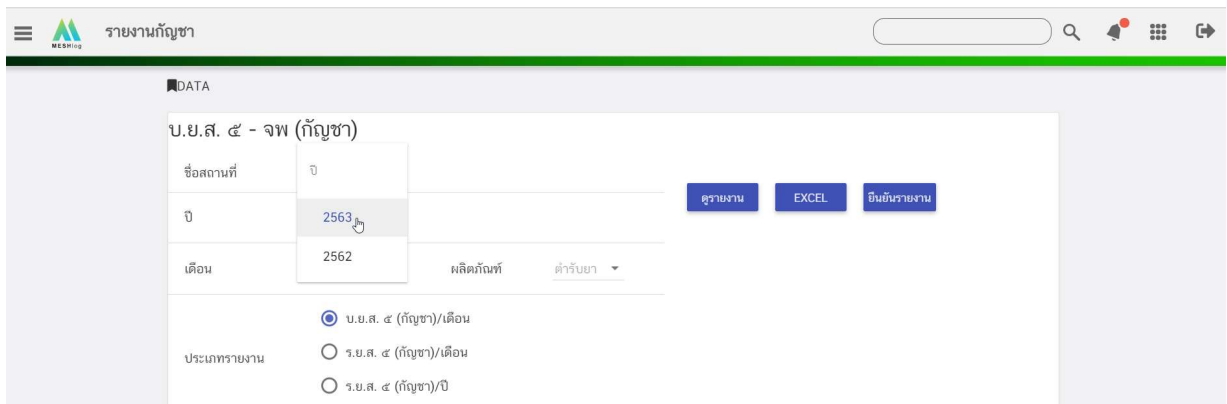 MESHlog
รายงานกัญชา
DATA
บ.ย.ส. ๕ - จพ (กัญชา)
ชื่อสถานที่ ปี
ดูรายงาน EXCEL ยืนยันรายงาน
ปี 2563
2562
เดือน ผลิตภัณฑ์ ตำรับยา
บ.ย.ส. ๕ (กัญชา)/เดือน
ประเภทรายงาน ร.ย.ส. ๕ (กัญชา)/เดือน
ร.ย.ส. ๕ (กัญชา)/ปี